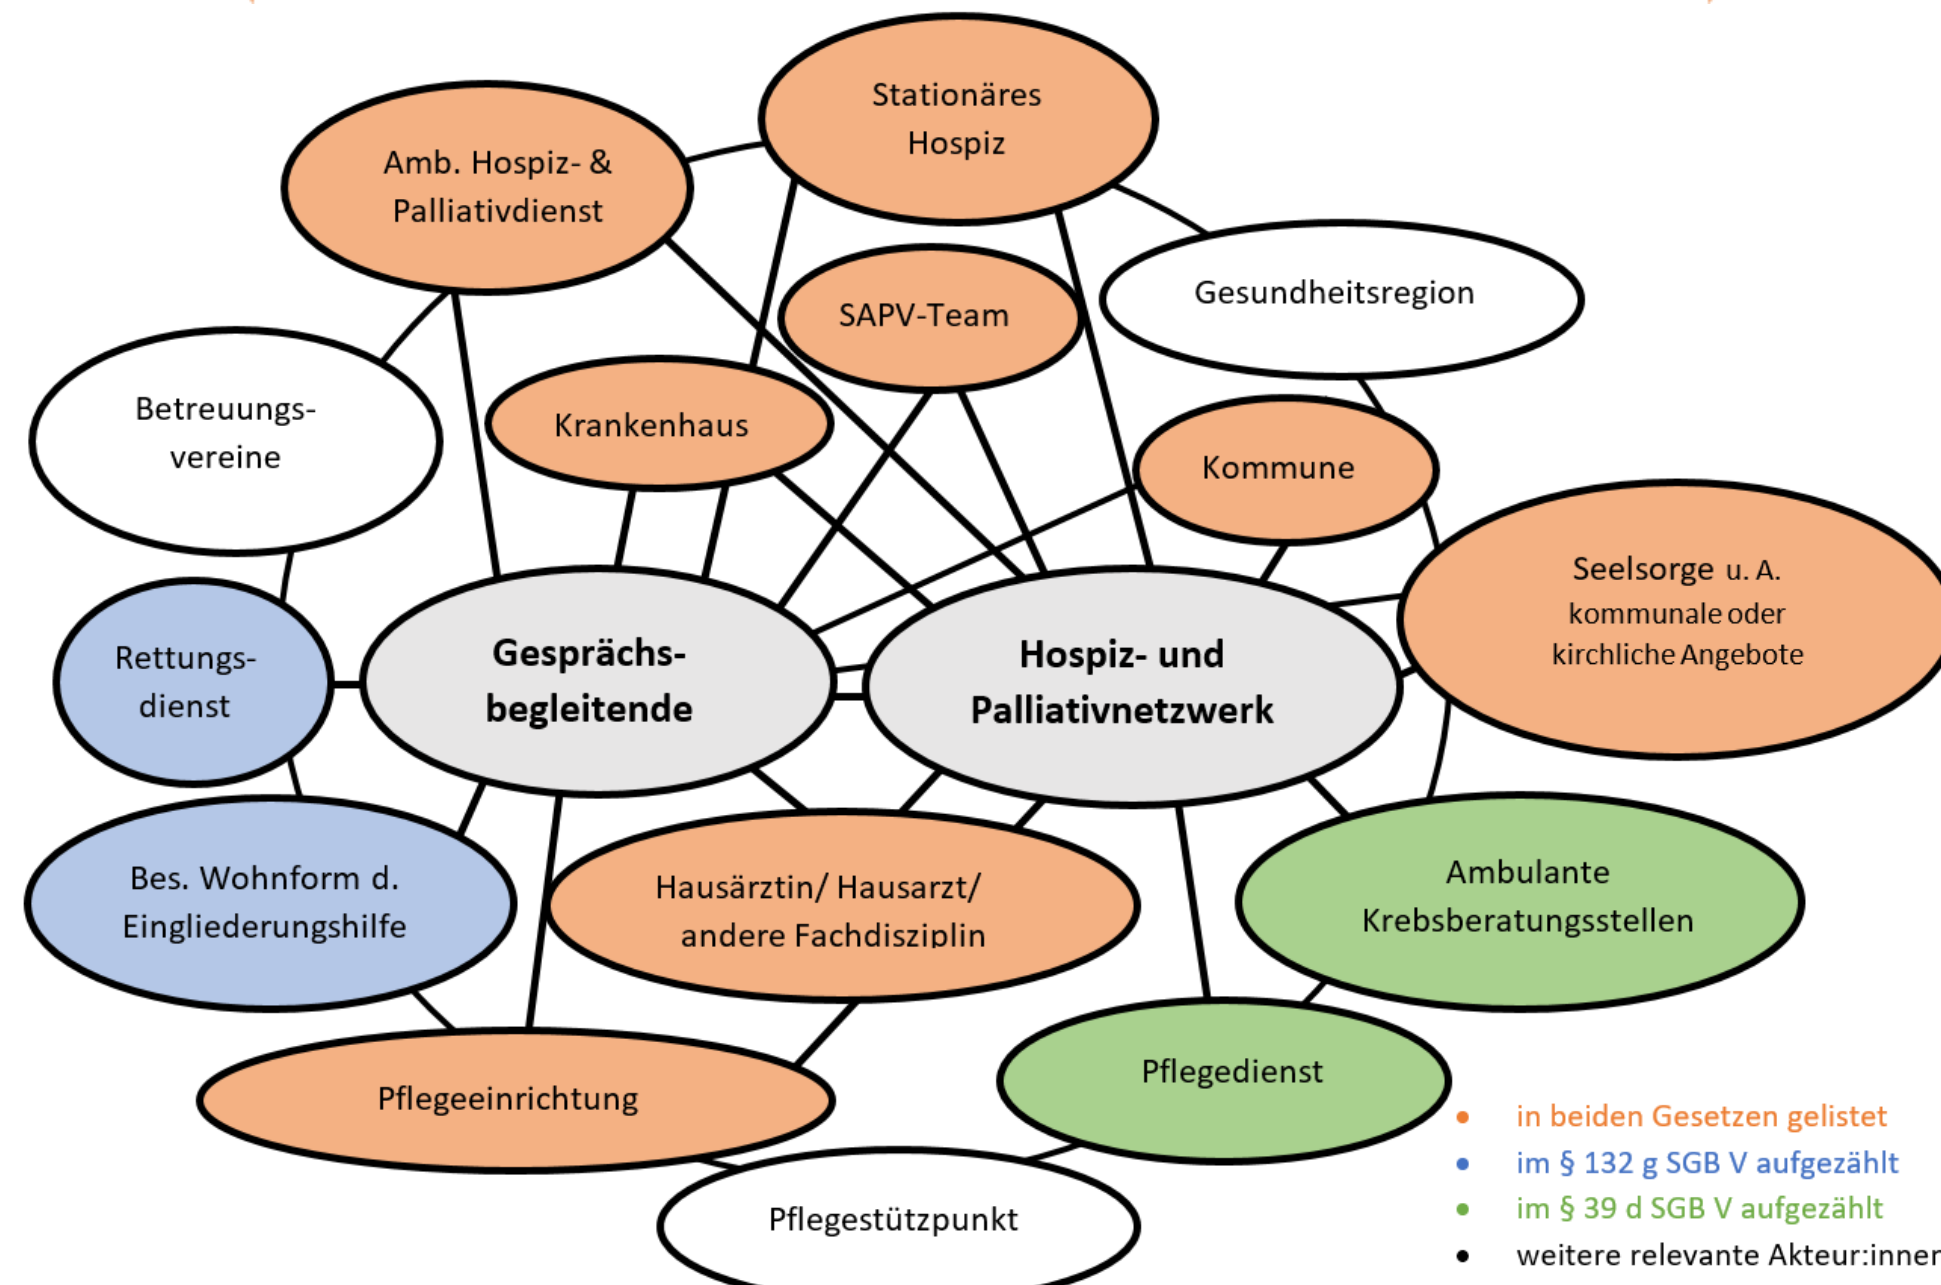 Stationäres
Hospiz
Amb. Hospiz- &
Palliativdienst
SAPV-Team
Gesundheitsregion
Betreuungs-
vereine
Krankenhaus
Kommune
Seelsorge u. A.
kommunale oder
kirchliche Angebote
Rettungs-
dienst
Gesprächs-
begleitende
Hospiz- und
Palliativnetzwerk
Bes. Wohnform d.
Eingliederungshilfe
Hausärztin/ Hausarzt/
andere Fachdisziplin
Ambulante
Krebsberatungsstellen
Pflegeeinrichtung
Pflegedienst
Pflegestützpunkt
• in beiden Gesetzen gelistet
• im § 132 g SGB V aufgezählt
• im § 39 d SGB V aufgezählt
• weitere relevante Akteur:innen